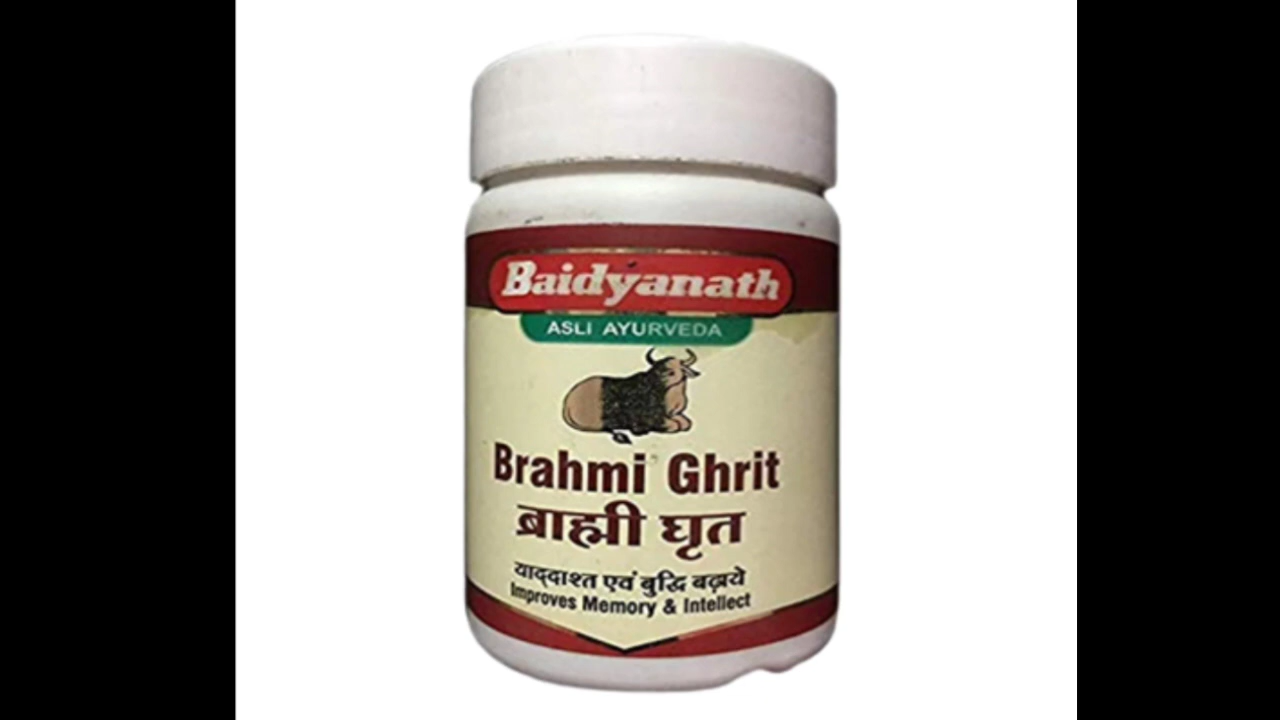 Baidyanath
ASLI AYURVEDA
Brahmi Ghrit
ब्राह्मी घृत
याद्दाश्त एवं बुद्धि बढ़ाये
Improves Memory & Intellect